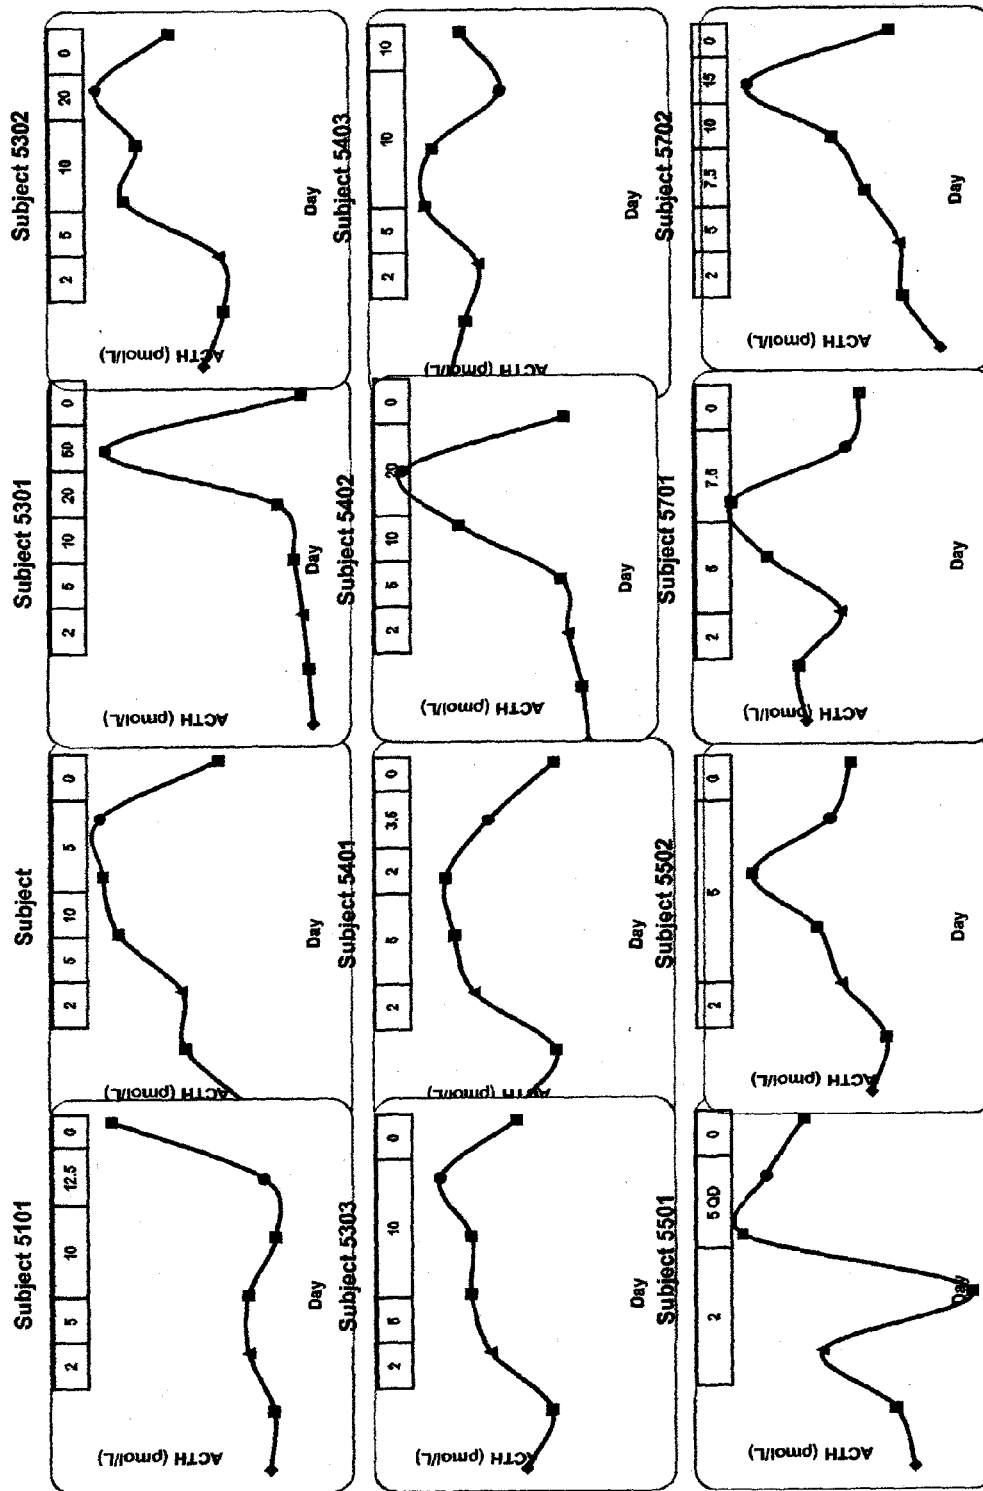 Subject 5101
2 5 10 12.5 0
ACTH (pmol/L)
Day
Subject
2 5 10 5 0
ACTH (pmol/L)
Day
Subject 5301
2 5 10 20 50 0
ACTH (pmol/L)
Day
Subject 5302
2 5 10 20 0
ACTH (pmol/L)
Day
Subject 5303
2 5 10 0
ACTH (pmol/L)
Day
Subject 5401
2 5 2 3.5 0
ACTH (pmol/L)
Day
Subject 5402
2 5 10 20 0
ACTH (pmol/L)
Day
Subject 5403
2 5 10 10
ACTH (pmol/L)
Day
Subject 5501
2 5 QD 0
ACTH (pmol/L)
Day
Subject 5502
2 5 0
ACTH (pmol/L)
Day
Subject 5701
2 5 7.5 0
ACTH (pmol/L)
Day
Subject 5702
2 5 7.5 10 15 0
ACTH (pmol/L)
Day